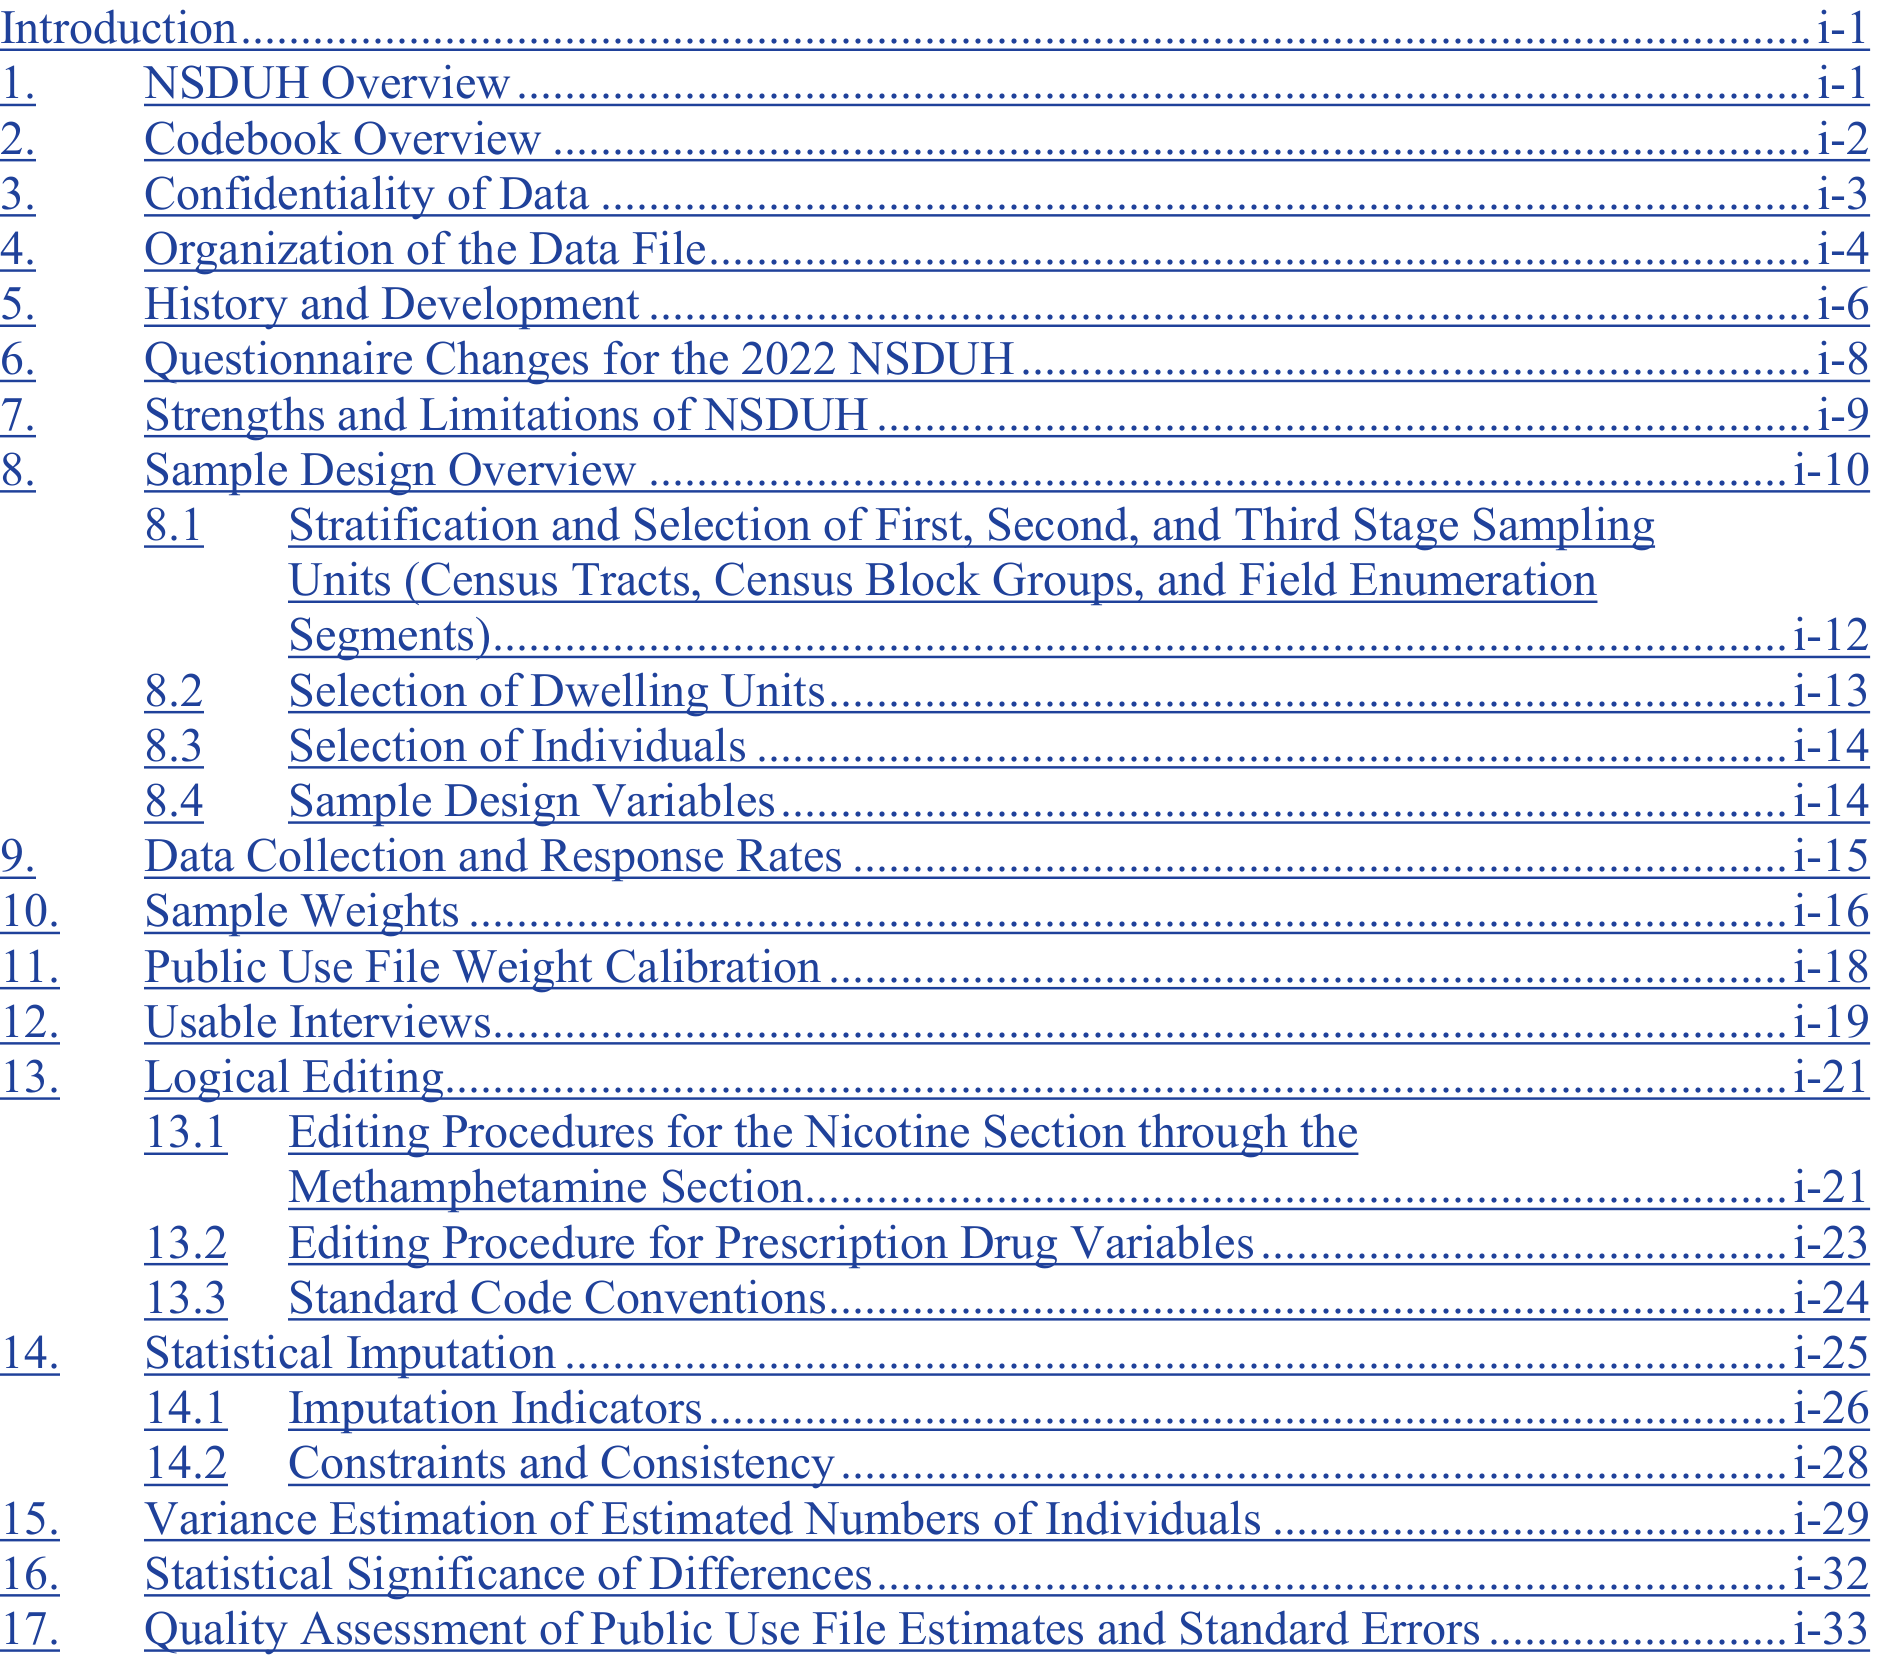 Introduction i-1
1. NSDUH Overview i-1
2. Codebook Overview i-2
3. Confidentiality of Data i-3
4. Organization of the Data File i-4
5. History and Development i-6
6. Questionnaire Changes for the 2022 NSDUH i-8
7. Strengths and Limitations of NSDUH i-9
8. Sample Design Overview i-10
8.1 Stratification and Selection of First, Second, and Third Stage Sampling
Units (Census Tracts, Census Block Groups, and Field Enumeration
Segments) i-12
8.2 Selection of Dwelling Units i-13
8.3 Selection of Individuals i-14
8.4 Sample Design Variables i-14
9. Data Collection and Response Rates i-15
10. Sample Weights i-16
11. Public Use File Weight Calibration i-18
12. Usable Interviews i-19
13. Logical Editing i-21
13.1 Editing Procedures for the Nicotine Section through the
Methamphetamine Section i-21
13.2 Editing Procedure for Prescription Drug Variables i-23
13.3 Standard Code Conventions i-24
14. Statistical Imputation i-25
14.1 Imputation Indicators i-26
14.2 Constraints and Consistency i-28
15. Variance Estimation of Estimated Numbers of Individuals i-29
16. Statistical Significance of Differences i-32
17. Quality Assessment of Public Use File Estimates and Standard Errors i-33